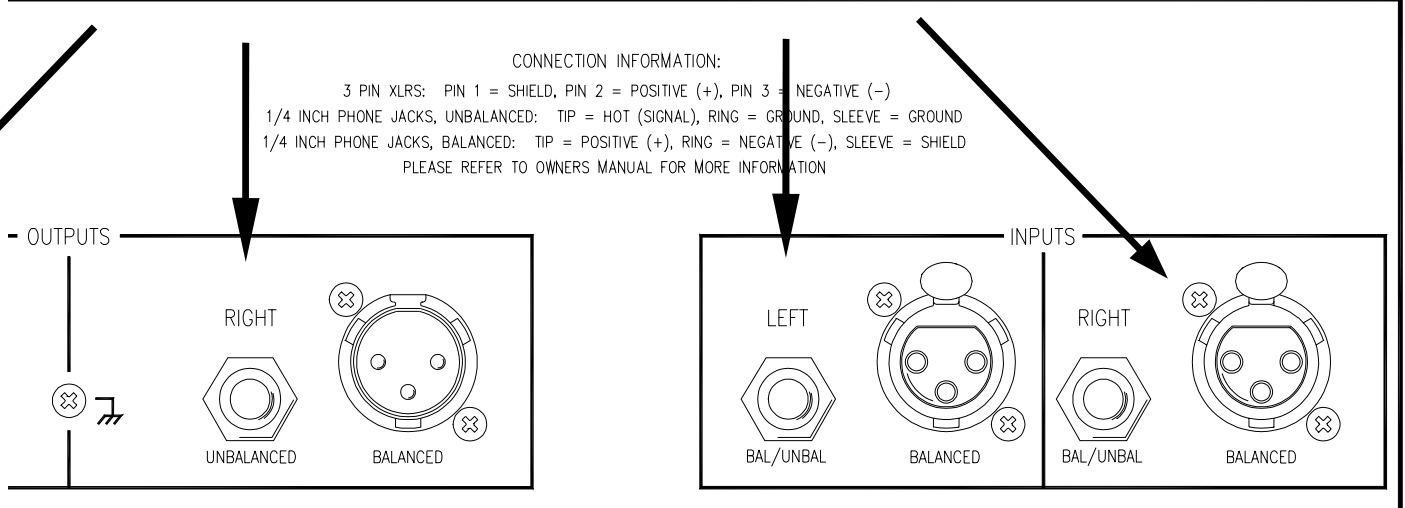 CONNECTION INFORMATION:
3 PIN XLRS: PIN 1 = SHIELD, PIN 2 = POSITIVE (+), PIN 3 = NEGATIVE (-)
1/4 INCH PHONE JACKS, UNBALANCED: TIP = HOT (SIGNAL), RING = GROUND, SLEEVE = GROUND
1/4 INCH PHONE JACKS, BALANCED: TIP = POSITIVE (+), RING = NEGATIVE (-), SLEEVE = SHIELD
PLEASE REFER TO OWNERS MANUAL FOR MORE INFORMATION
OUTPUTS
RIGHT
UNBALANCED
BALANCED
INPUTS
LEFT
BAL/UNBAL
BALANCED
RIGHT
BAL/UNBAL
BALANCED